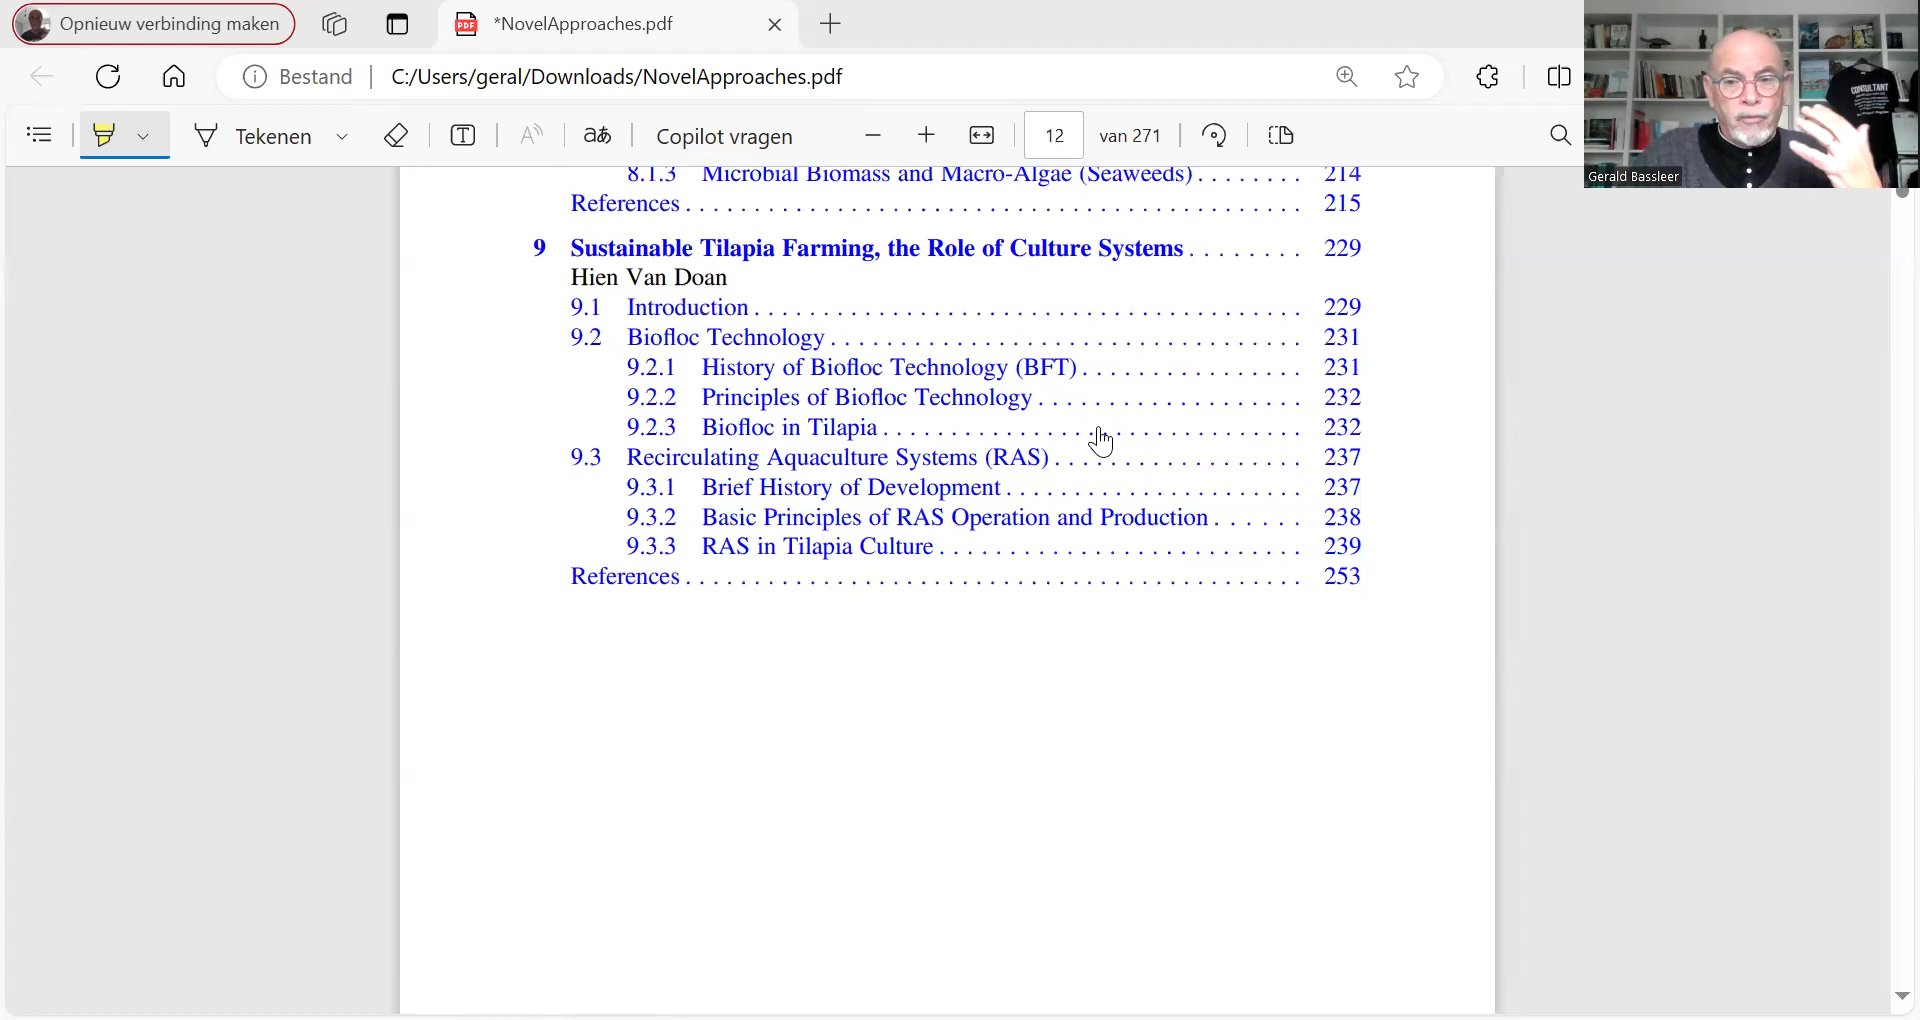 Opnieuw verbinding maken
*NovelApproaches.pdf
Bestand
C:/Users/geral/Downloads/NovelApproaches.pdf
Tekenen
aあ
Copilot vragen
12 van 271
CONSULTANT
Gerald Bassleer
8.1.3 Microbial Biomass and Macro-Algae (Seaweeds) 214
References 215
9 Sustainable Tilapia Farming, the Role of Culture Systems 229
Hien Van Doan
9.1 Introduction 229
9.2 Biofloc Technology 231
9.2.1 History of Biofloc Technology (BFT) 231
9.2.2 Principles of Biofloc Technology 232
9.2.3 Biofloc in Tilapia 232
9.3 Recirculating Aquaculture Systems (RAS) 237
9.3.1 Brief History of Development 237
9.3.2 Basic Principles of RAS Operation and Production 238
9.3.3 RAS in Tilapia Culture 239
References 253